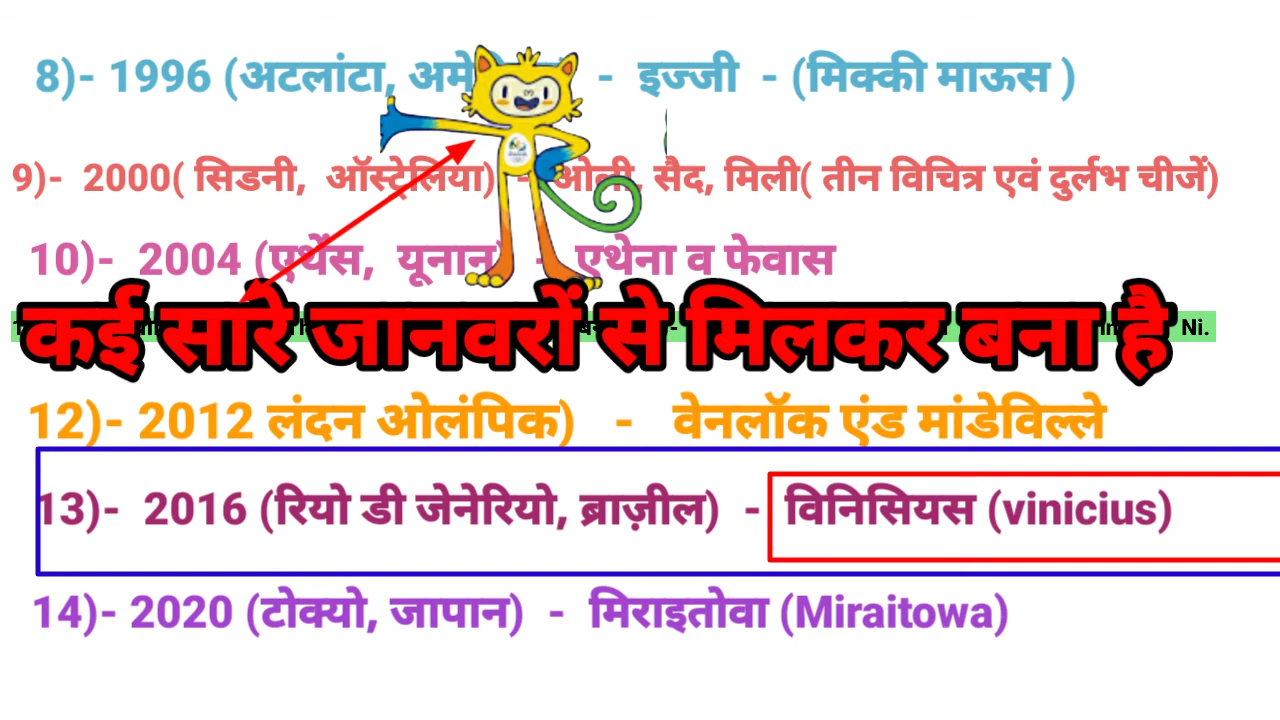 8)- 1996 (अटलांटा, अमे - इज्जी - (मिक्की माऊस )
9)- 2000( सिडनी, ऑस्ट्रेलिया) - ओली, सैद, मिली( तीन विचित्र एवं दुर्लभ चीजें)
10)- 2004 (एथेंस, यूनान) - एथेना व फेवास
कई सारे जानवरों से मिलकर बना है
Ni.
12)- 2012 लंदन ओलंपिक) - वेनलॉक एंड मांडेविल्ले
13)- 2016 (रियो डी जेनेरियो, ब्राज़ील) - विनिसियस (vinicius)
14)- 2020 (टोक्यो, जापान) - मिराइतोवा (Miraitowa)